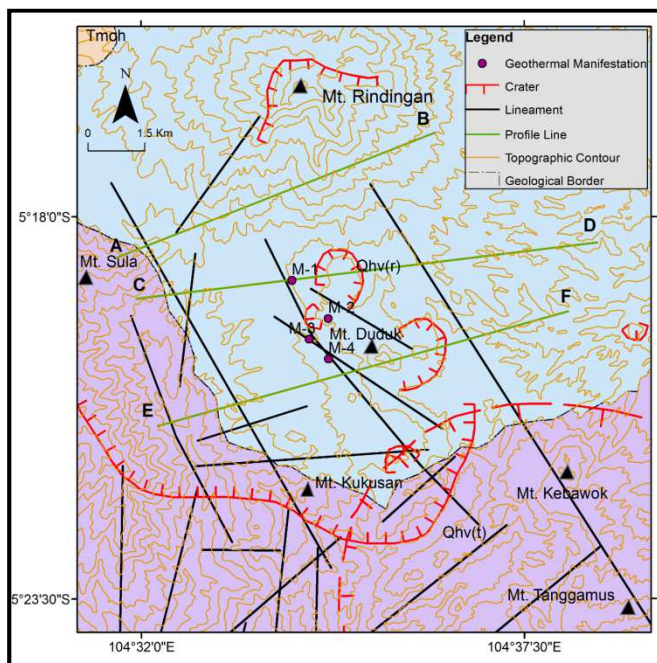 Tmoh
N
0 1.5 Km
Mt. Rindingan
B
Legend
Geothermal Manifestation
Crater
Lineament
Profile Line
Topographic Contour
Geological Border
5°18'0"S
A
Mt. Sula
C
D
M-1
Qhv(r)
F
M-2
M-3
Mt. Duduk
M-4
E
Mt. Kukusan
Mt. Kebawok
Qhv(t)
5°23'30"S
Mt. Tanggamus
104°32'0"E
104°37'30"E